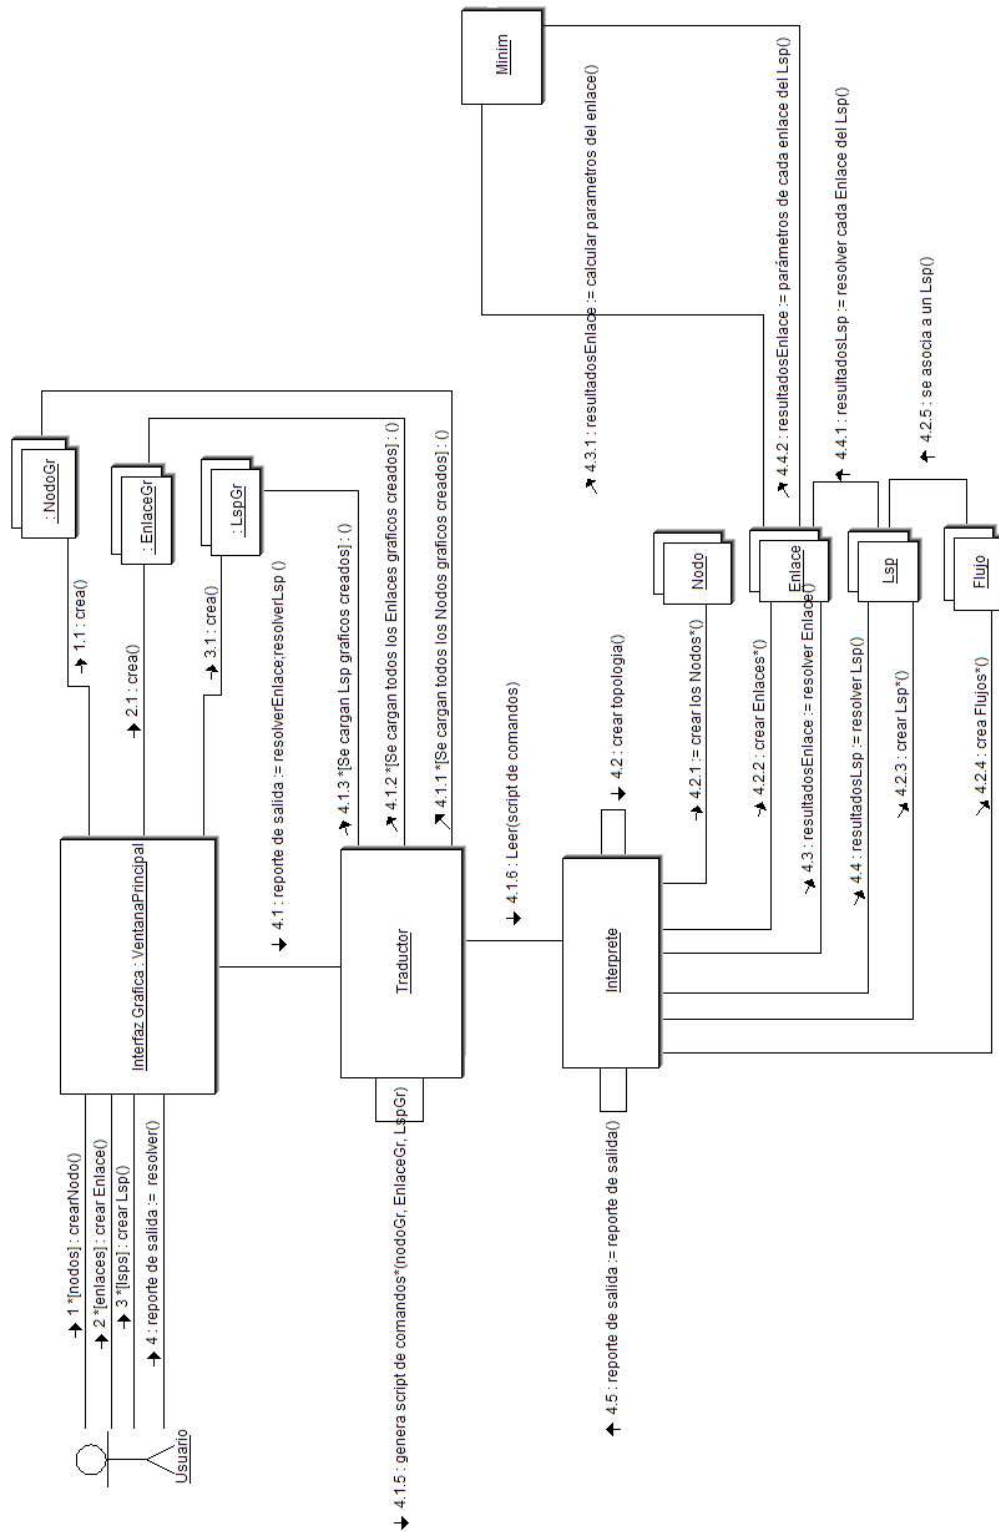 Usuario
1 *[nodos] : crearNodo()
2 *[enlaces] : crear Enlace()
3 *[lsps] : crear Lsp()
4 : reporte de salida := resolver()
Interfaz Grafica : VentanaPrincipal
1.1 : crea()
: NodoGr
2.1 : crea()
: EnlaceGr
3.1 : crea()
: LspGr
4.1 : reporte de salida := resolverEnlace;resolverLsp ()
4.1.3 *[Se cargan Lsp graficos creados] : ()
4.1.2 *[Se cargan todos los Enlaces graficos creados] : ()
4.1.1 *[Se cargan todos los Nodos graficos creados] : ()
Traductor
4.1.5 : genera script de comandos*(nodoGr, EnlaceGr, LspGr)
4.1.6 : Leer(script de comandos)
Interprete
4.2 : crear topologia()
4.5 : reporte de salida := reporte de salida()
4.2.1 := crear los Nodos*()
Nodo
4.2.2 : crear Enlaces*()
Enlace
4.3 : resultadosEnlace := resolver Enlace()
4.4 : resultadosLsp := resolver Lsp()
Lsp
4.2.3 : crear Lsp*()
4.2.4 : crea Flujos*()
Flujo
Minim
4.3.1 : resultadosEnlace := calcular parametros del enlace()
4.4.2 : resultadosEnlace := parámetros de cada enlace del Lsp()
4.4.1 : resultadosLsp := resolver cada Enlace del Lsp()
4.2.5 : se asocia a un Lsp()